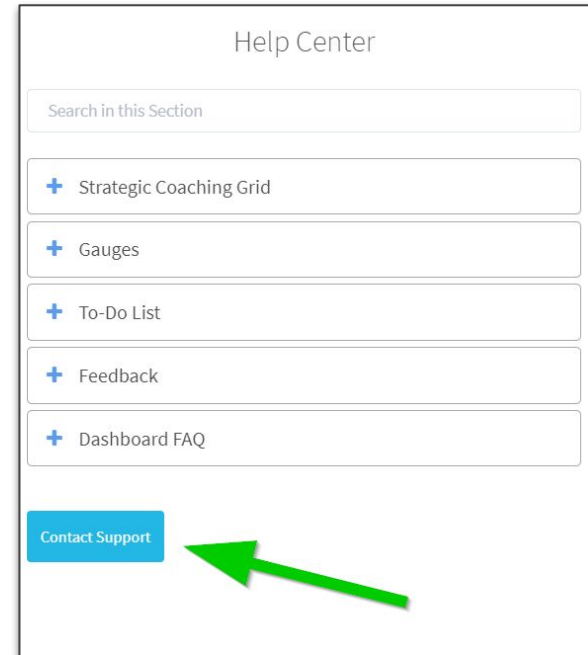 Help Center
Search in this Section
Strategic Coaching Grid
Gauges
To-Do List
Feedback
Dashboard FAQ
Contact Support